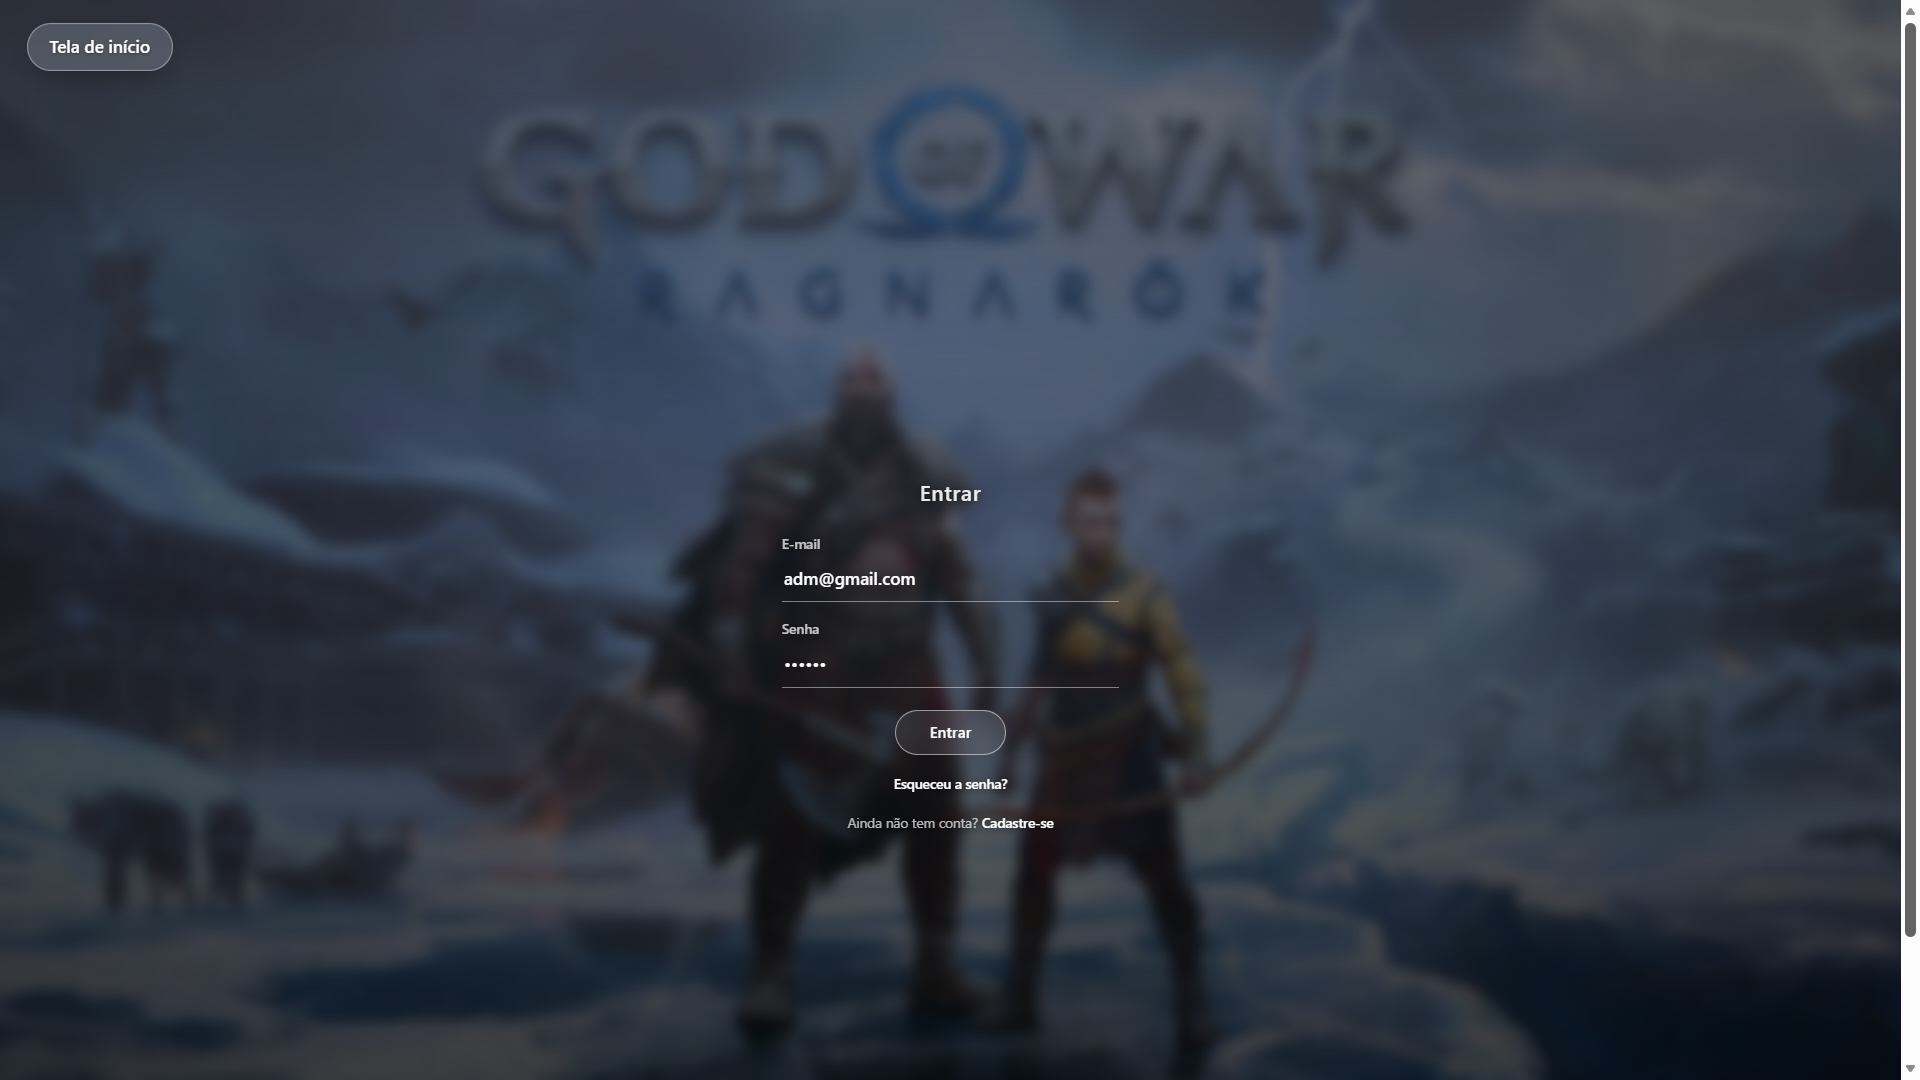 Tela de início
GOD OF WAR
RAGNARÖK
Entrar
E-mail
adm@gmail.com
Senha
••••••
Entrar
Esqueceu a senha?
Ainda não tem conta? Cadastre-se